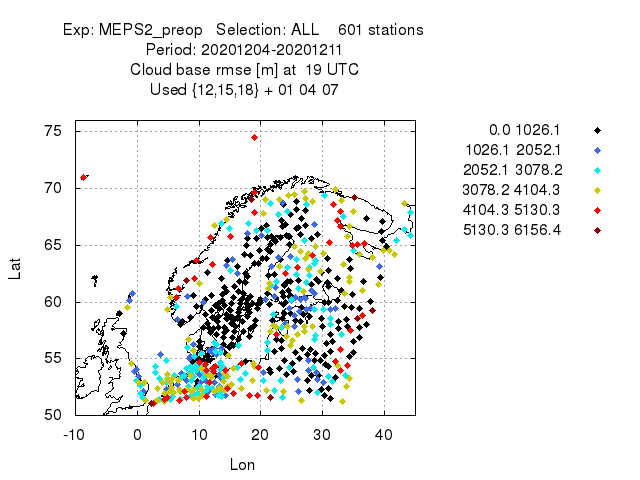 Exp: MEPS2_preop   Selection: ALL    601 stations
Period: 20201204-20201211
Cloud base rmse [m] at  19 UTC
Used {12,15,18} + 01 04 07
0.0 1026.1
1026.1 2052.1
2052.1 3078.2
3078.2 4104.3
4104.3 5130.3
5130.3 6156.4
Lat
75
70
65
60
55
50
-10 0 10 20 30 40
Lon